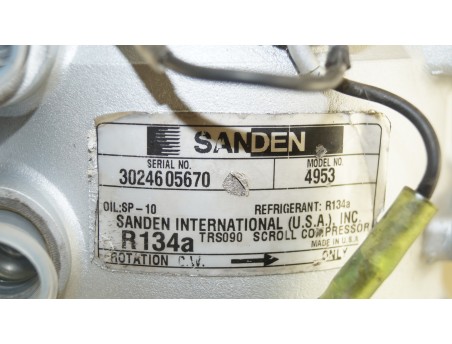 SANDEN
SERIAL NO. MODEL NO.
3024605670 4953
OIL:SP-10 REFRIGERANT: R134a
SANDEN INTERNATIONAL (U.S.A.), INC.
R134a TRS090 SCROLL COMPRESSOR
MADE IN U.S.A.
ROTATION C.W. ONLY